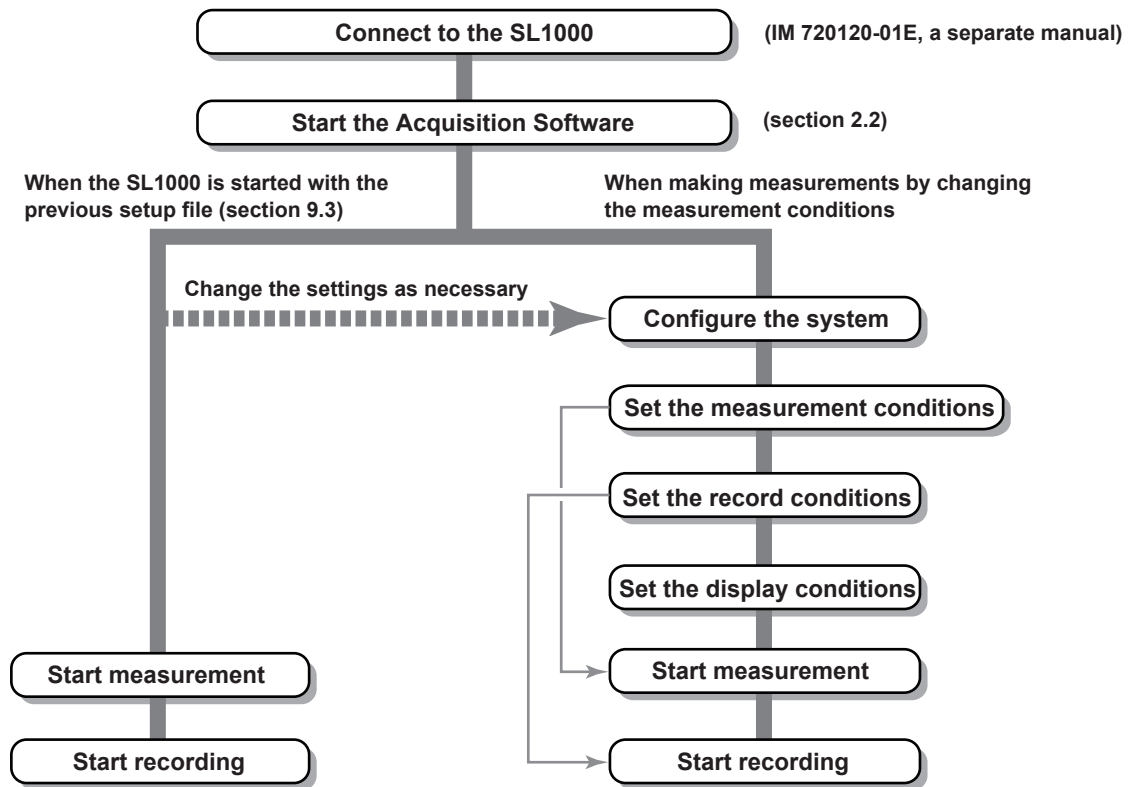 Connect to the SL1000
(IM 720120-01E, a separate manual)
Start the Acquisition Software
(section 2.2)
When the SL1000 is started with the
previous setup file (section 9.3)
When making measurements by changing
the measurement conditions
Change the settings as necessary
Configure the system
Set the measurement conditions
Set the record conditions
Set the display conditions
Start measurement
Start measurement
Start recording
Start recording